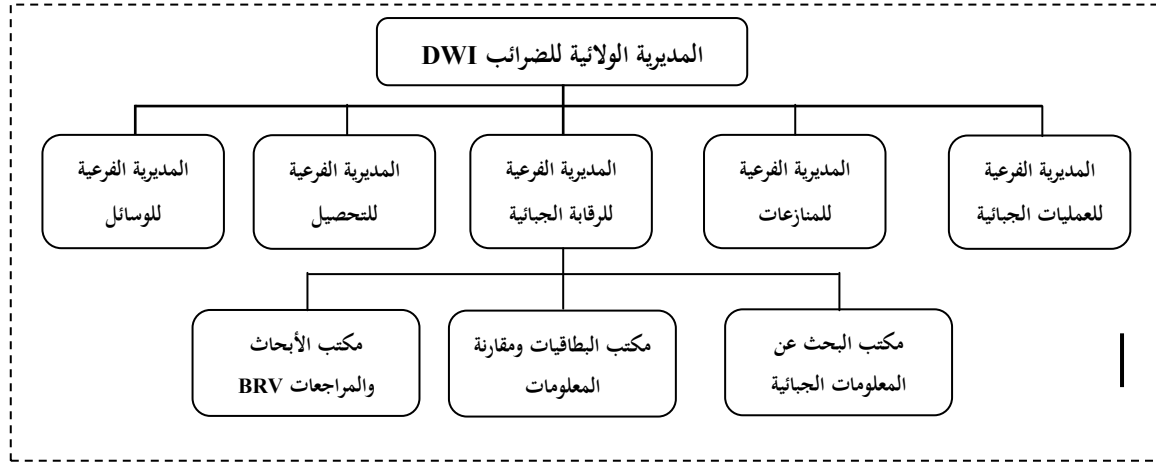 المديرية الولائية للضرائب DWI
المديرية الفرعية
للعمليات الجبائية
المديرية الفرعية
للمنازعات
المديرية الفرعية
للرقابة الجبائية
المديرية الفرعية
للتحصيل
المديرية الفرعية
للوسائل
مكتب البحث عن
المعلومات الجبائية
مكتب البطاقيات ومقارنة
المعلومات
مكتب الأبحاث
والمراجعات BRV